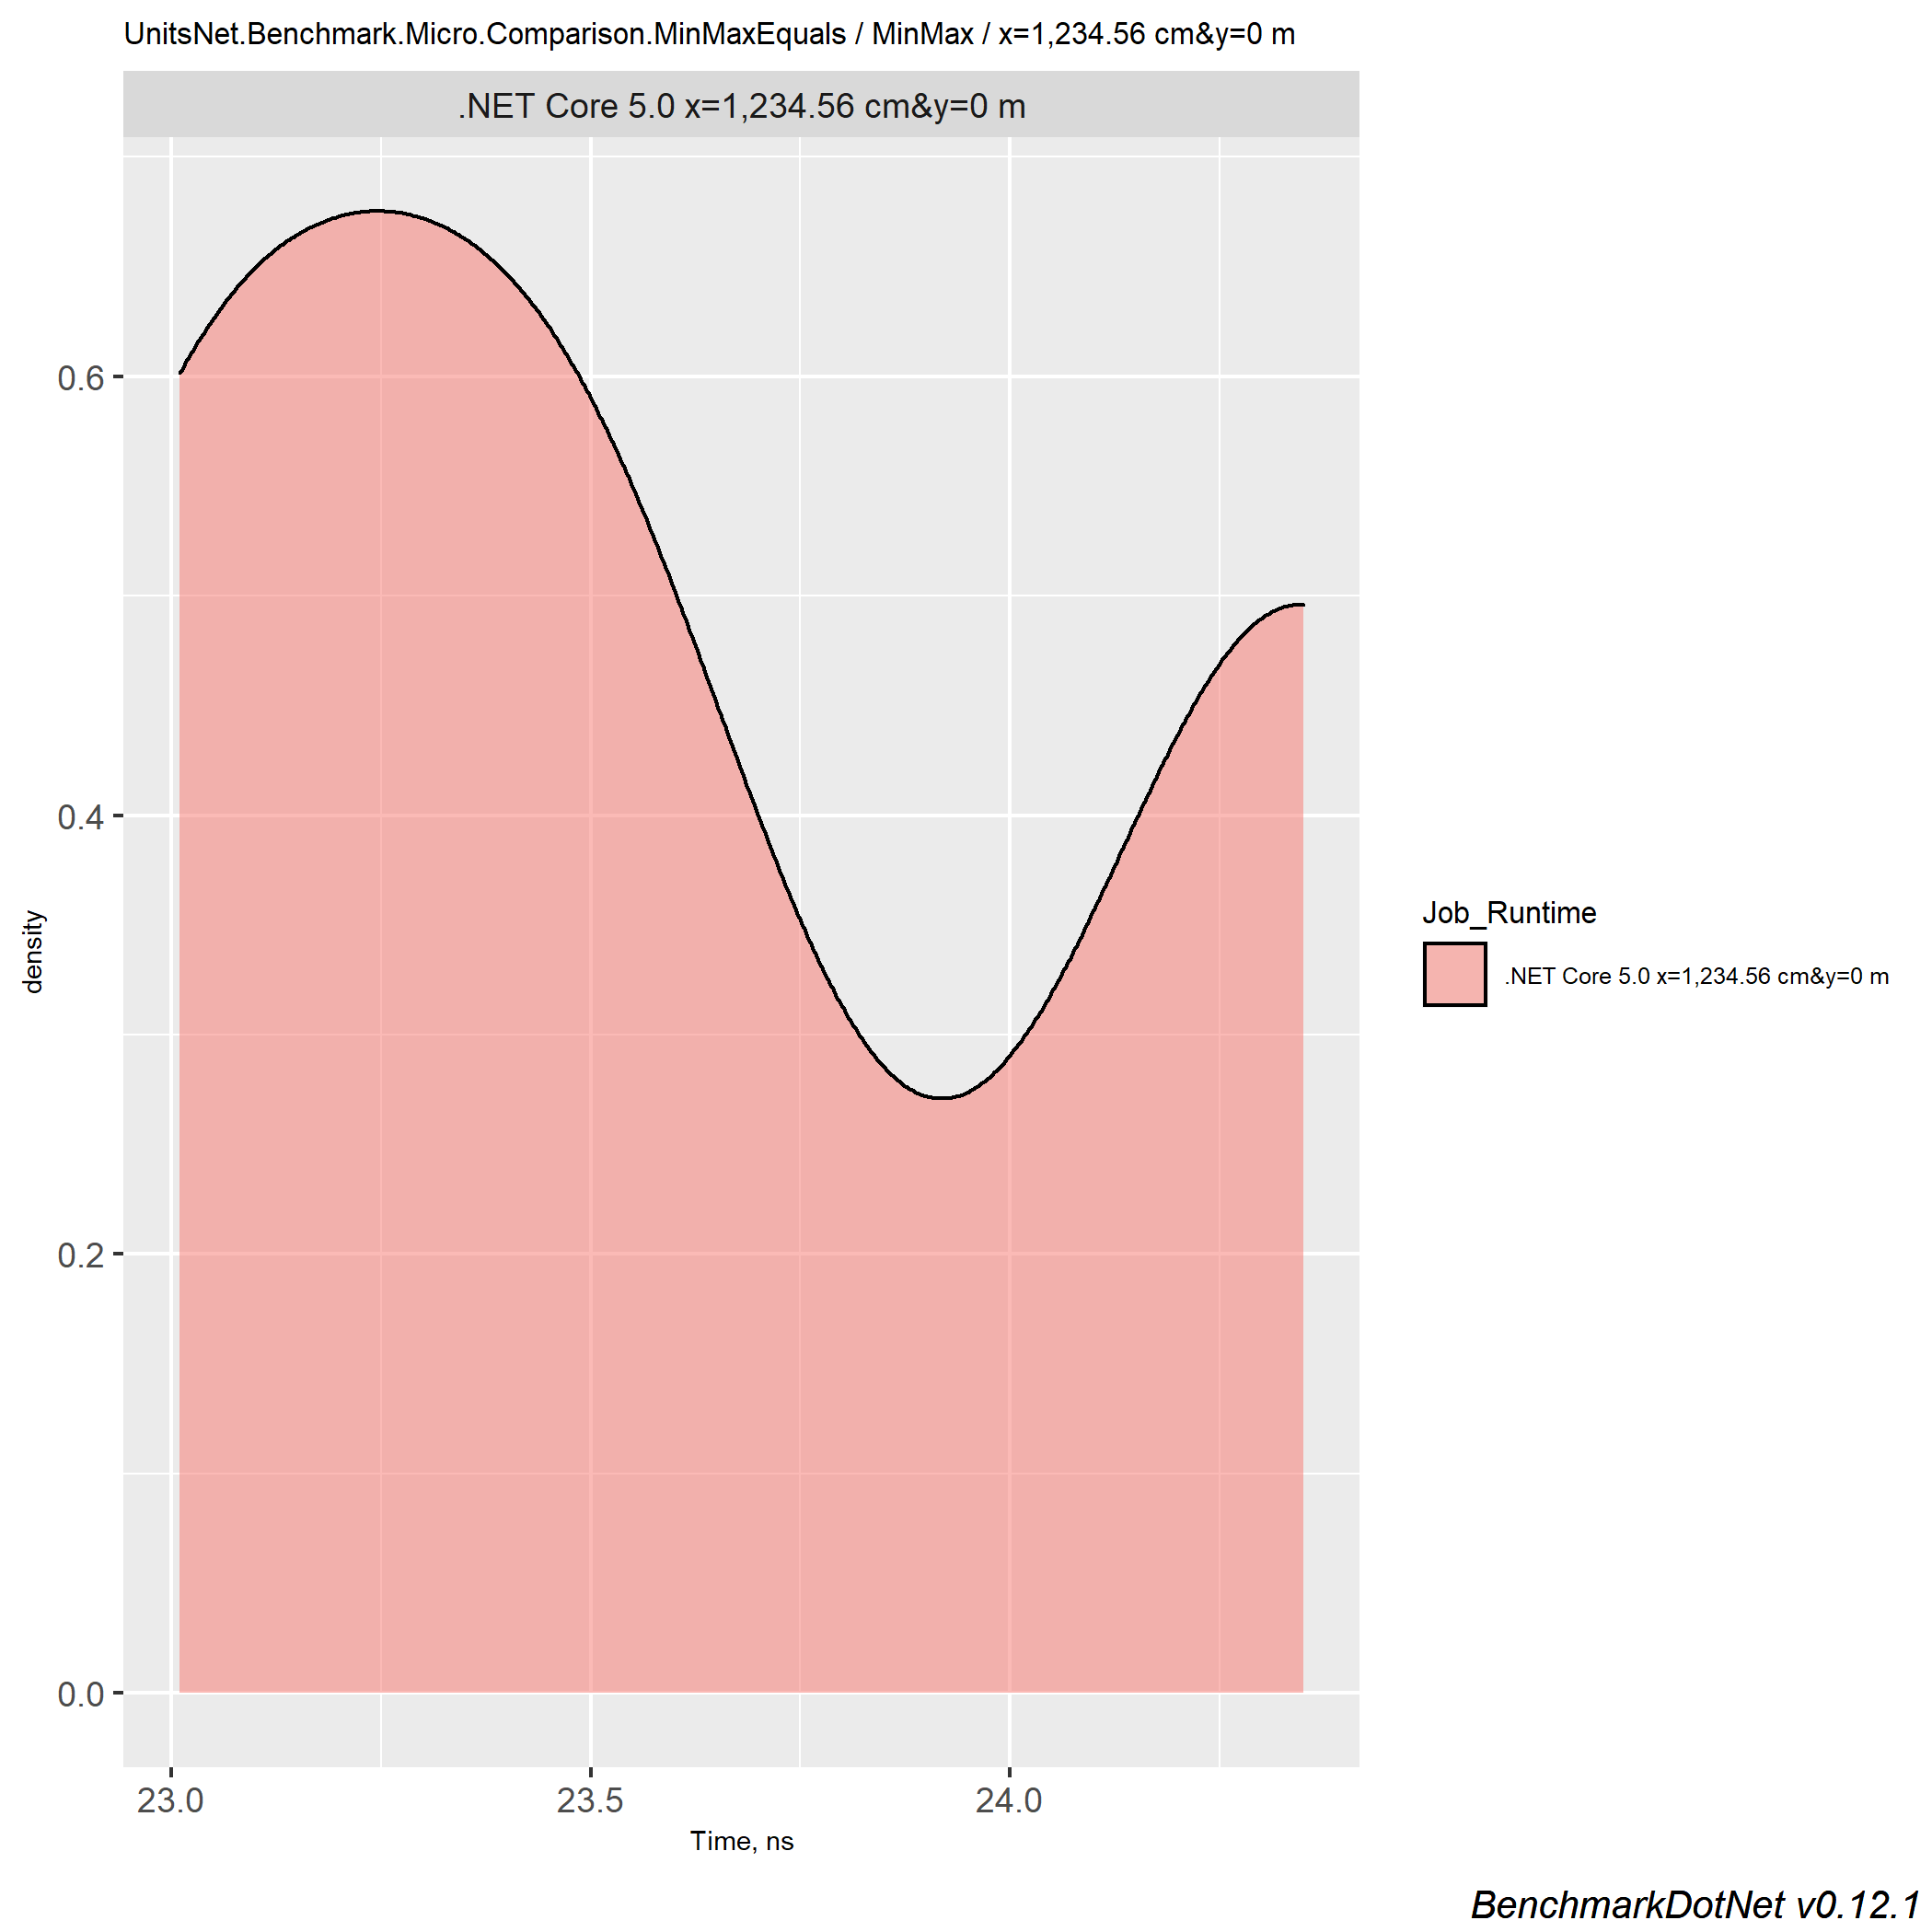 UnitsNet.Benchmark.Micro.Comparison.MinMaxEquals / MinMax / x=1,234.56 cm&y=0 m
.NET Core 5.0 x=1,234.56 cm&y=0 m
0.6
0.4
0.2
0.0
density
23.0 23.5 24.0
Time, ns
Job_Runtime
.NET Core 5.0 x=1,234.56 cm&y=0 m
BenchmarkDotNet v0.12.1